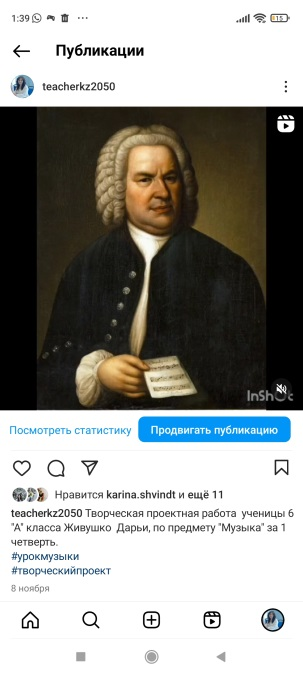 1:39
815
Публикации
teacherkz2050
InShot
Посмотреть статистику
Продвигать публикацию
Нравится karina.shvindt и ещё 11
teacherkz2050 Творческая проектная работа ученицы 6
"А" класса Живушко Дарьи, по предмету "Музыка" за 1
четверть.
#урокмузыки
#творческийпроект
8 ноября